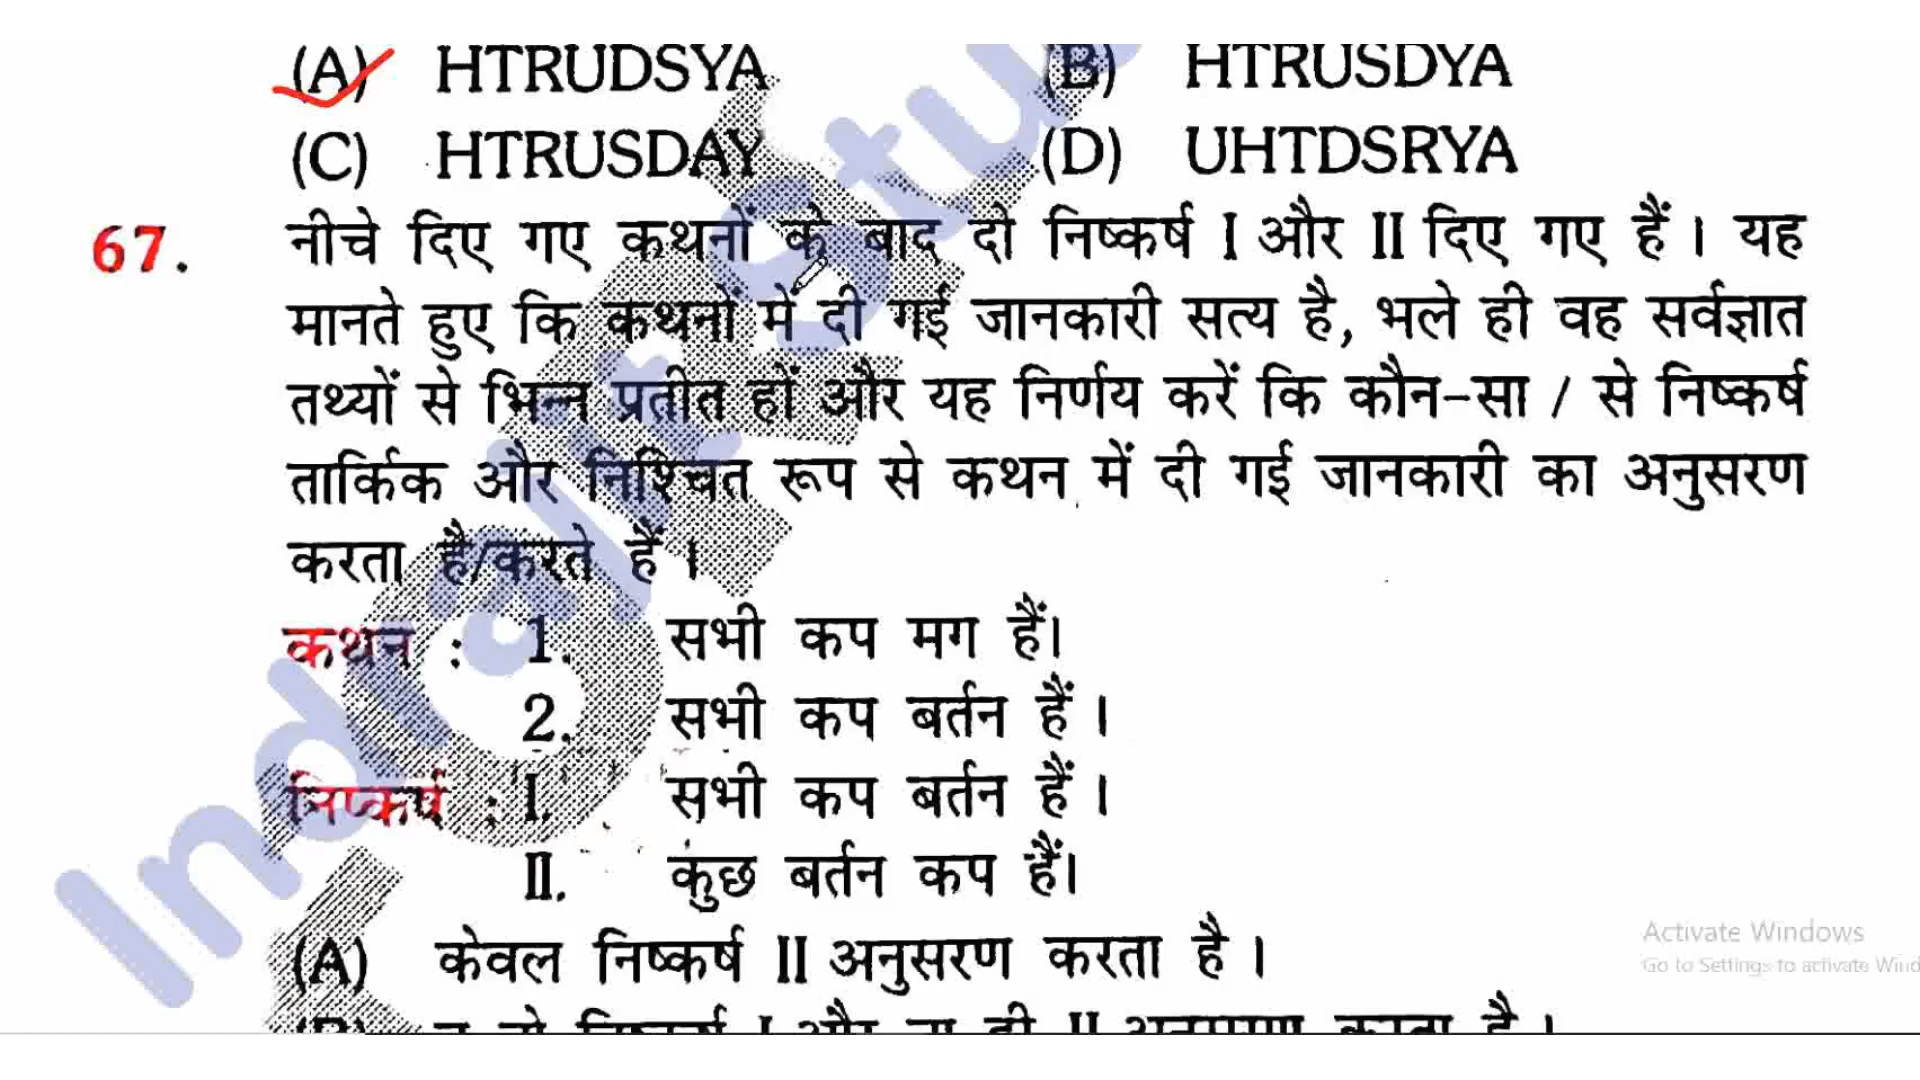 (A) HTRUDSYA (B) HTRUSDYA
(C) HTRUSDAY (D) UHTDSRYA
67. नीचे दिए गए कथनों के बाद दो निष्कर्ष I और II दिए गए हैं । यह
मानते हुए कि कथनों में दी गई जानकारी सत्य है, भले ही वह सर्वज्ञात
तथ्यों से भिन्न प्रतीत हों और यह निर्णय करें कि कौन-सा / से निष्कर्ष
तार्किक और निश्चित रूप से कथन में दी गई जानकारी का अनुसरण
करता है/करते हैं ।
कथन : 1. सभी कप मग हैं।
2. सभी कप बर्तन हैं ।
निष्कर्ष : I. सभी कप बर्तन हैं ।
II. कुछ बर्तन कप हैं।
(A) केवल निष्कर्ष II अनुसरण करता है ।
Indrajit Stu
Activate Windows
Go to Settings to activate Wind